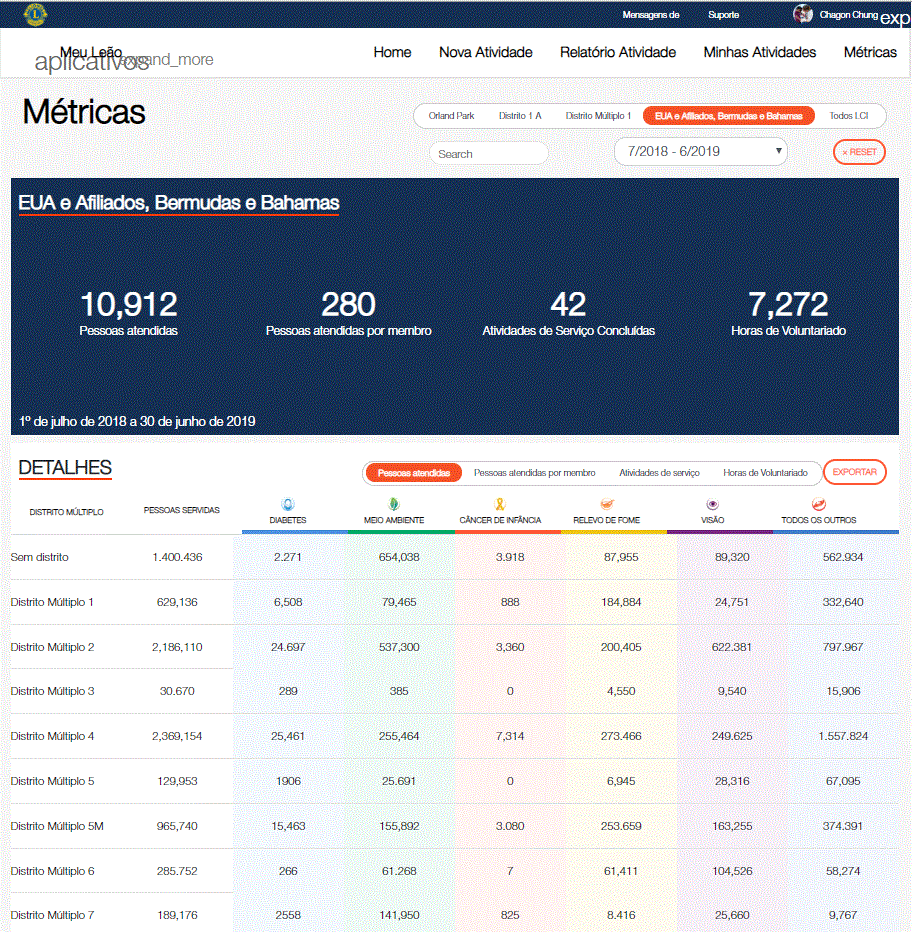 Mensagens de Suporte Chagon Chung exp
Meu Leão
aplicativos expand_more
Home Nova Atividade Relatório Atividade Minhas Atividades Métricas
Métricas
Orland Park Distrito 1 A Distrito Múltiplo 1 EUA e Afiliados, Bermudas e Bahamas Todos LCI
Search 7/2018 - 6/2019 × RESET
EUA e Afiliados, Bermudas e Bahamas
10,912 280 42 7,272
Pessoas atendidas Pessoas atendidas por membro Atividades de Serviço Concluídas Horas de Voluntariado
1º de julho de 2018 a 30 de junho de 2019
DETALHES
Pessoas atendidas Pessoas atendidas por membro Atividades de serviço Horas de Voluntariado EXPORTAR
DISTRITO MÚLTIPLO PESSOAS SERVIDAS DIABETES MEIO AMBIENTE CÂNCER DE INFÂNCIA RELEVO DE FOME VISÃO TODOS OS OUTROS
Sem distrito 1.400.436 2.271 654,038 3.918 87,955 89,320 562.934
Distrito Múltiplo 1 629,136 6,508 79,465 888 184,884 24,751 332,640
Distrito Múltiplo 2 2,186,110 24.697 537,300 3,360 200,405 622.381 797.967
Distrito Múltiplo 3 30.670 289 385 0 4,550 9,540 15,906
Distrito Múltiplo 4 2,369,154 25,461 255,464 7,314 273.466 249.625 1.557.824
Distrito Múltiplo 5 129,953 1906 25.691 0 6,945 28,316 67,095
Distrito Múltiplo 5M 965,740 15,463 155,892 3.080 253.659 163,255 374.391
Distrito Múltiplo 6 285.752 266 61.268 7 61,411 104,526 58,274
Distrito Múltiplo 7 189,176 2558 141,950 825 8.416 25,660 9,767